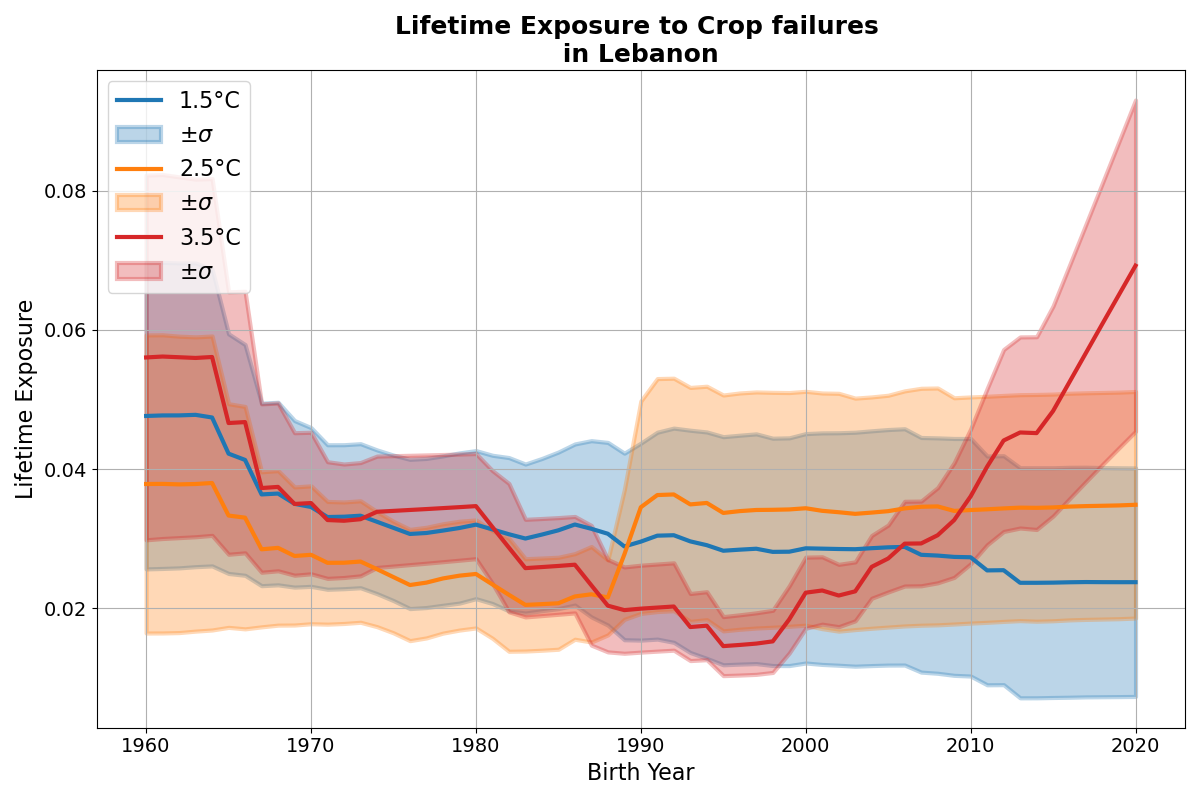 Lifetime Exposure to Crop failures
in Lebanon
1.5°C
±σ
2.5°C
±σ
3.5°C
±σ
Lifetime Exposure
0.08
0.06
0.04
0.02
1960 1970 1980 1990 2000 2010 2020
Birth Year